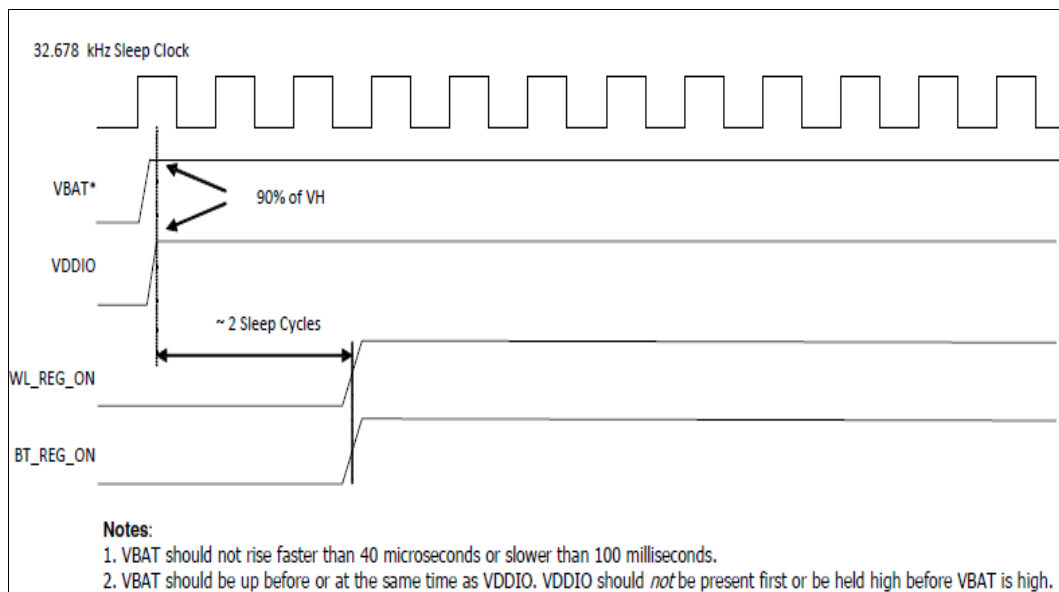 32.678 kHz Sleep Clock
VBAT*
90% of VH
VDDIO
~ 2 Sleep Cycles
WL_REG_ON
BT_REG_ON
Notes:
1. VBAT should not rise faster than 40 microseconds or slower than 100 milliseconds.
2. VBAT should be up before or at the same time as VDDIO. VDDIO should not be present first or be held high before VBAT is high.